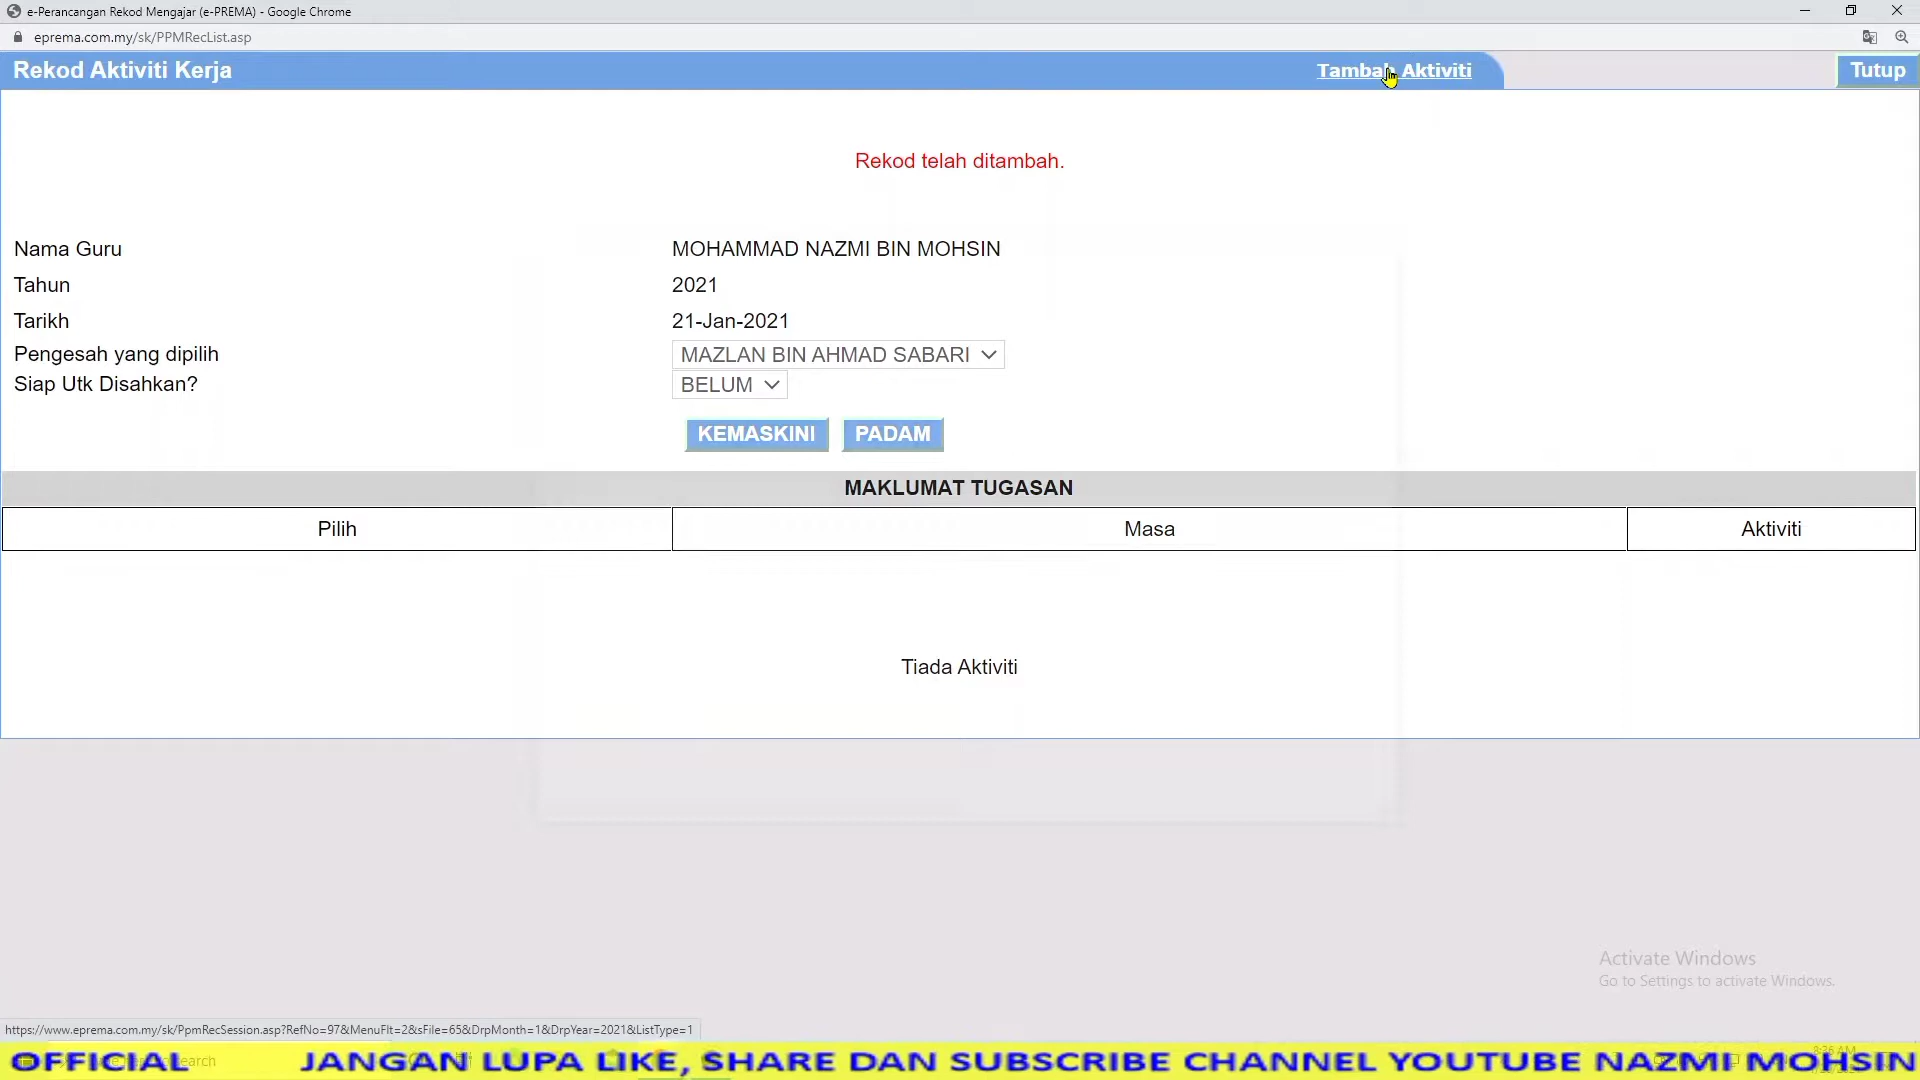 e-Perancangan Rekod Mengajar (e-PREMA) - Google Chrome
eprema.com.my/sk/PPMRecList.asp
Rekod Aktiviti Kerja
Tambah Aktiviti
Tutup
Rekod telah ditambah.
Nama Guru MOHAMMAD NAZMI BIN MOHSIN
Tahun 2021
Tarikh 21-Jan-2021
Pengesah yang dipilih MAZLAN BIN AHMAD SABARI
Siap Utk Disahkan? BELUM
KEMASKINI PADAM
MAKLUMAT TUGASAN
Pilih Masa Aktiviti
Tiada Aktiviti
Activate Windows
Go to Settings to activate Windows.
https://www.eprema.com.my/sk/PpmRecSession.asp?RefNo=97&MenuFlt=2&sFile=65&DrpMonth=1&DrpYear=2021&ListType=1
OFFICIAL JANGAN LUPA LIKE, SHARE DAN SUBSCRIBE CHANNEL YOUTUBE NAZMI MOHSIN